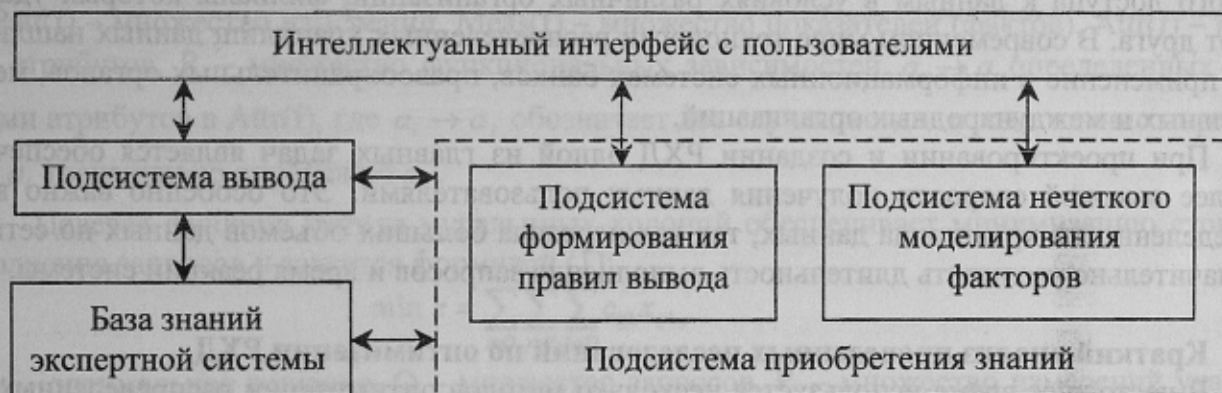 Интеллектуальный интерфейс с пользователями
Подсистема вывода
Подсистема
формирования
правил вывода
Подсистема нечеткого
моделирования
факторов
База знаний
экспертной системы
Подсистема приобретения знаний